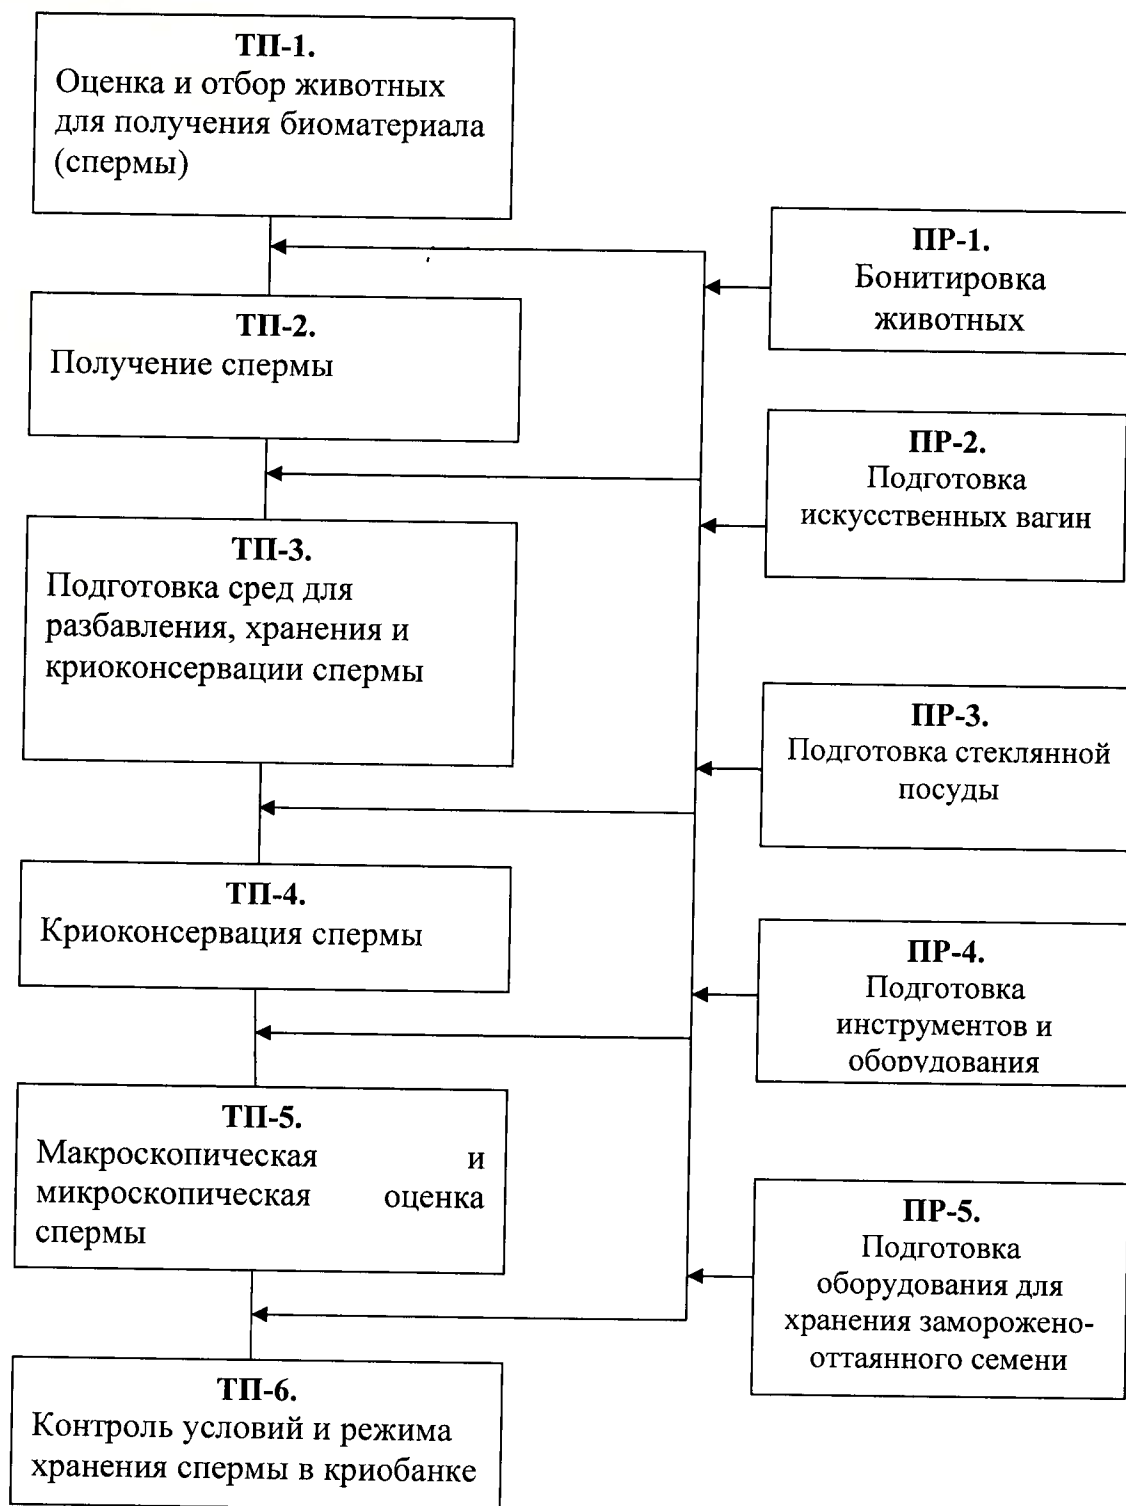 ТП-1.
Оценка и отбор животных
для получения биоматериала
(спермы)
ПР-1.
Бонитировка
животных
ТП-2.
Получение спермы
ПР-2.
Подготовка
искусственных вагин
ТП-3.
Подготовка сред для
разбавления, хранения и
криоконсервации спермы
ПР-3.
Подготовка стеклянной
посуды
ТП-4.
Криоконсервация спермы
ПР-4.
Подготовка
инструментов и
оборудования
ТП-5.
Макроскопическая и
микроскопическая оценка
спермы
ПР-5.
Подготовка
оборудования для
хранения заморожено-
оттаянного семени
ТП-6.
Контроль условий и режима
хранения спермы в криобанке